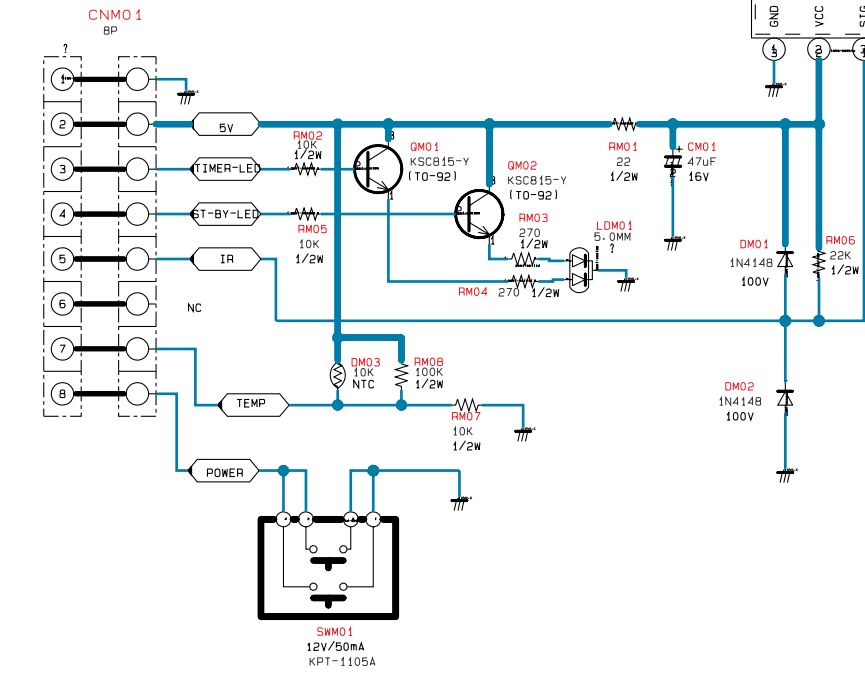 CNM01
8P
?
GND
VCC
SIG
3
2
1
2
5V
RM02
10K
1/2W
3
TIMER-LED
QM01
KSC815-Y
(TO-92)
QM02
KSC815-Y
(TO-92)
RM01
22
1/2W
CM01
47uF
16V
4
ST-BY-LED
RM05
10K
1/2W
RM03
270
1/2W
LDM01
5.0MM
?
RM04
270
1/2W
5
IR
DM01
1N4148
100V
RM06
22K
1/2W
6
NC
7
DM03
10K
NTC
RM08
100K
1/2W
8
TEMP
RM07
10K
1/2W
DM02
1N4148
100V
POWER
SWM01
12V/50mA
KPT-1105A